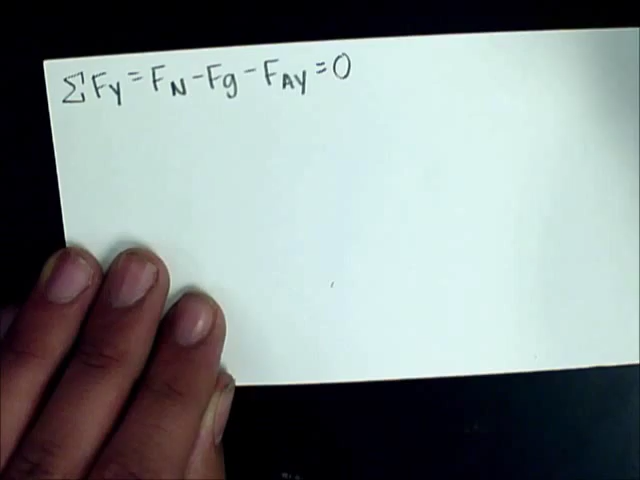 ΣFy = FN - Fg - FAy = 0